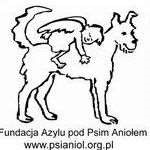 Fundacja Azylu pod Psim Aniołem
www.psianiol.org.pl